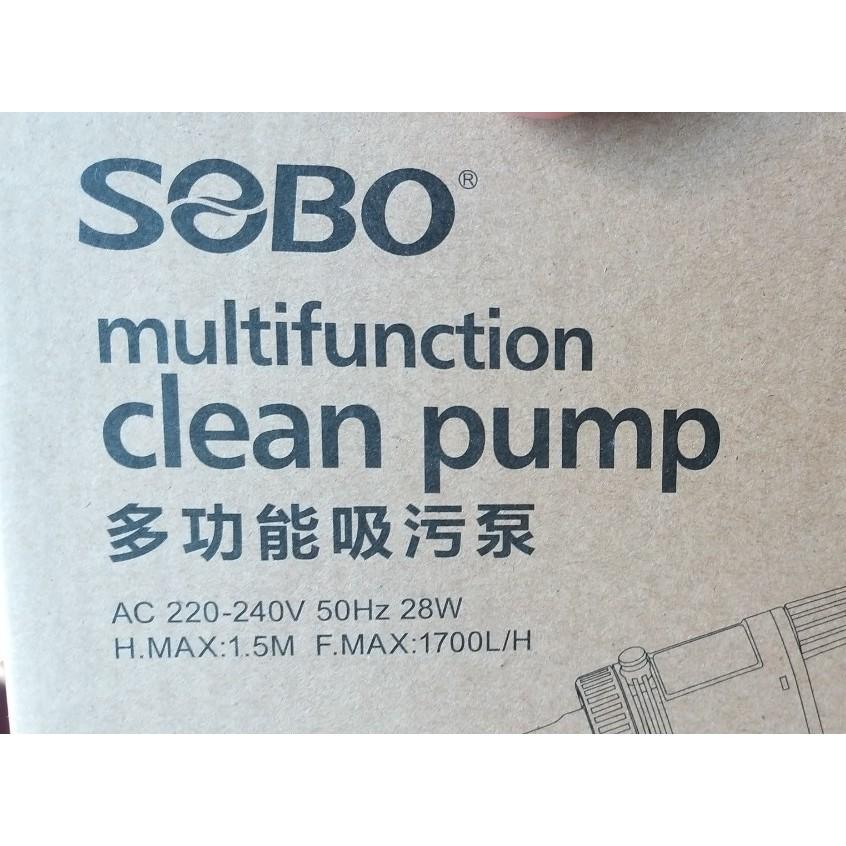 SOBO®
multifunction
clean pump
多功能吸污泵
AC 220-240V 50Hz 28W
H.MAX:1.5M F.MAX:1700L/H